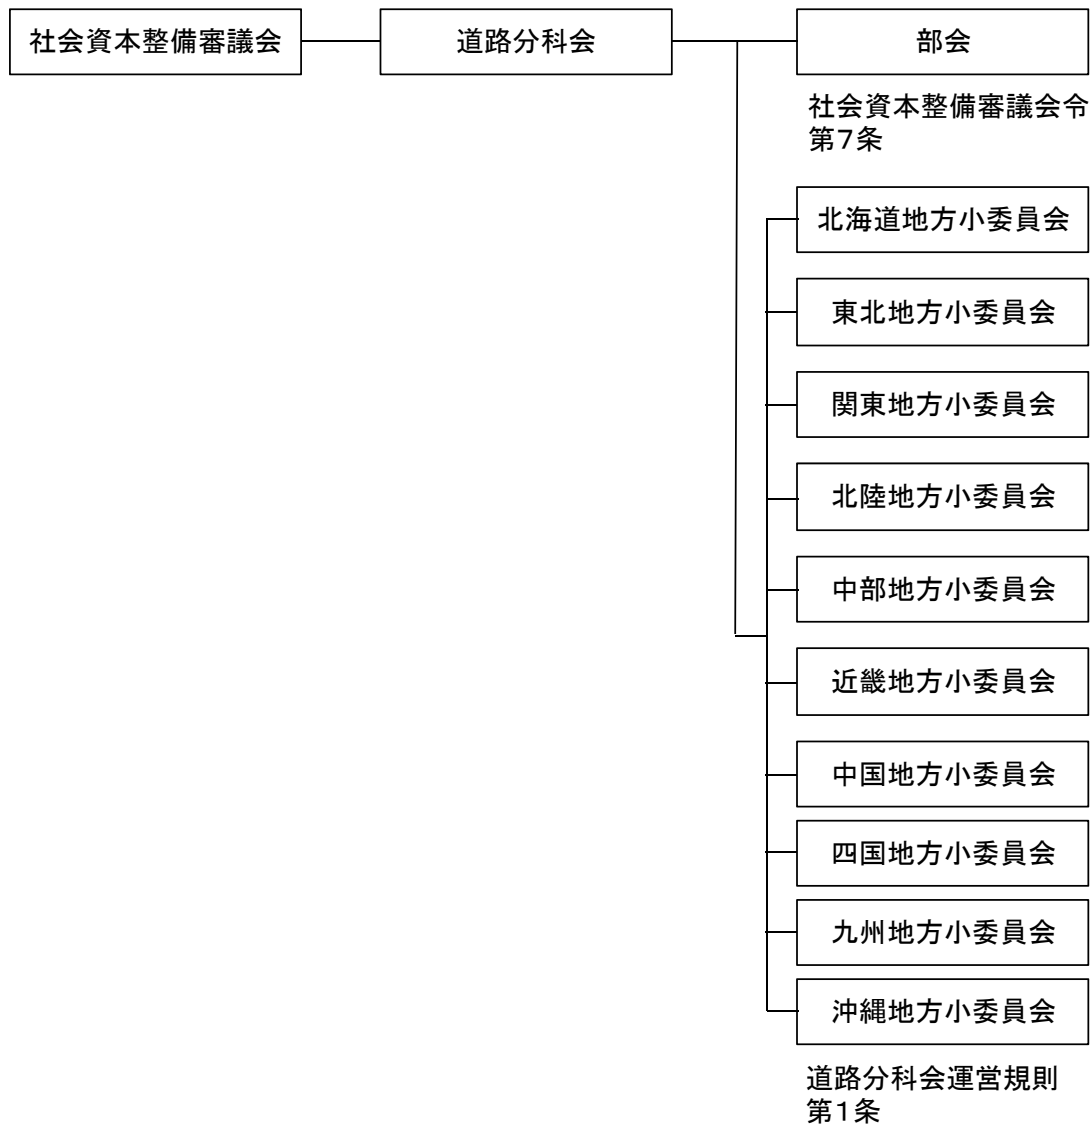 社会資本整備審議会
道路分科会
部会
社会資本整備審議会令
第7条
北海道地方小委員会
東北地方小委員会
関東地方小委員会
北陸地方小委員会
中部地方小委員会
近畿地方小委員会
中国地方小委員会
四国地方小委員会
九州地方小委員会
沖縄地方小委員会
道路分科会運営規則
第1条